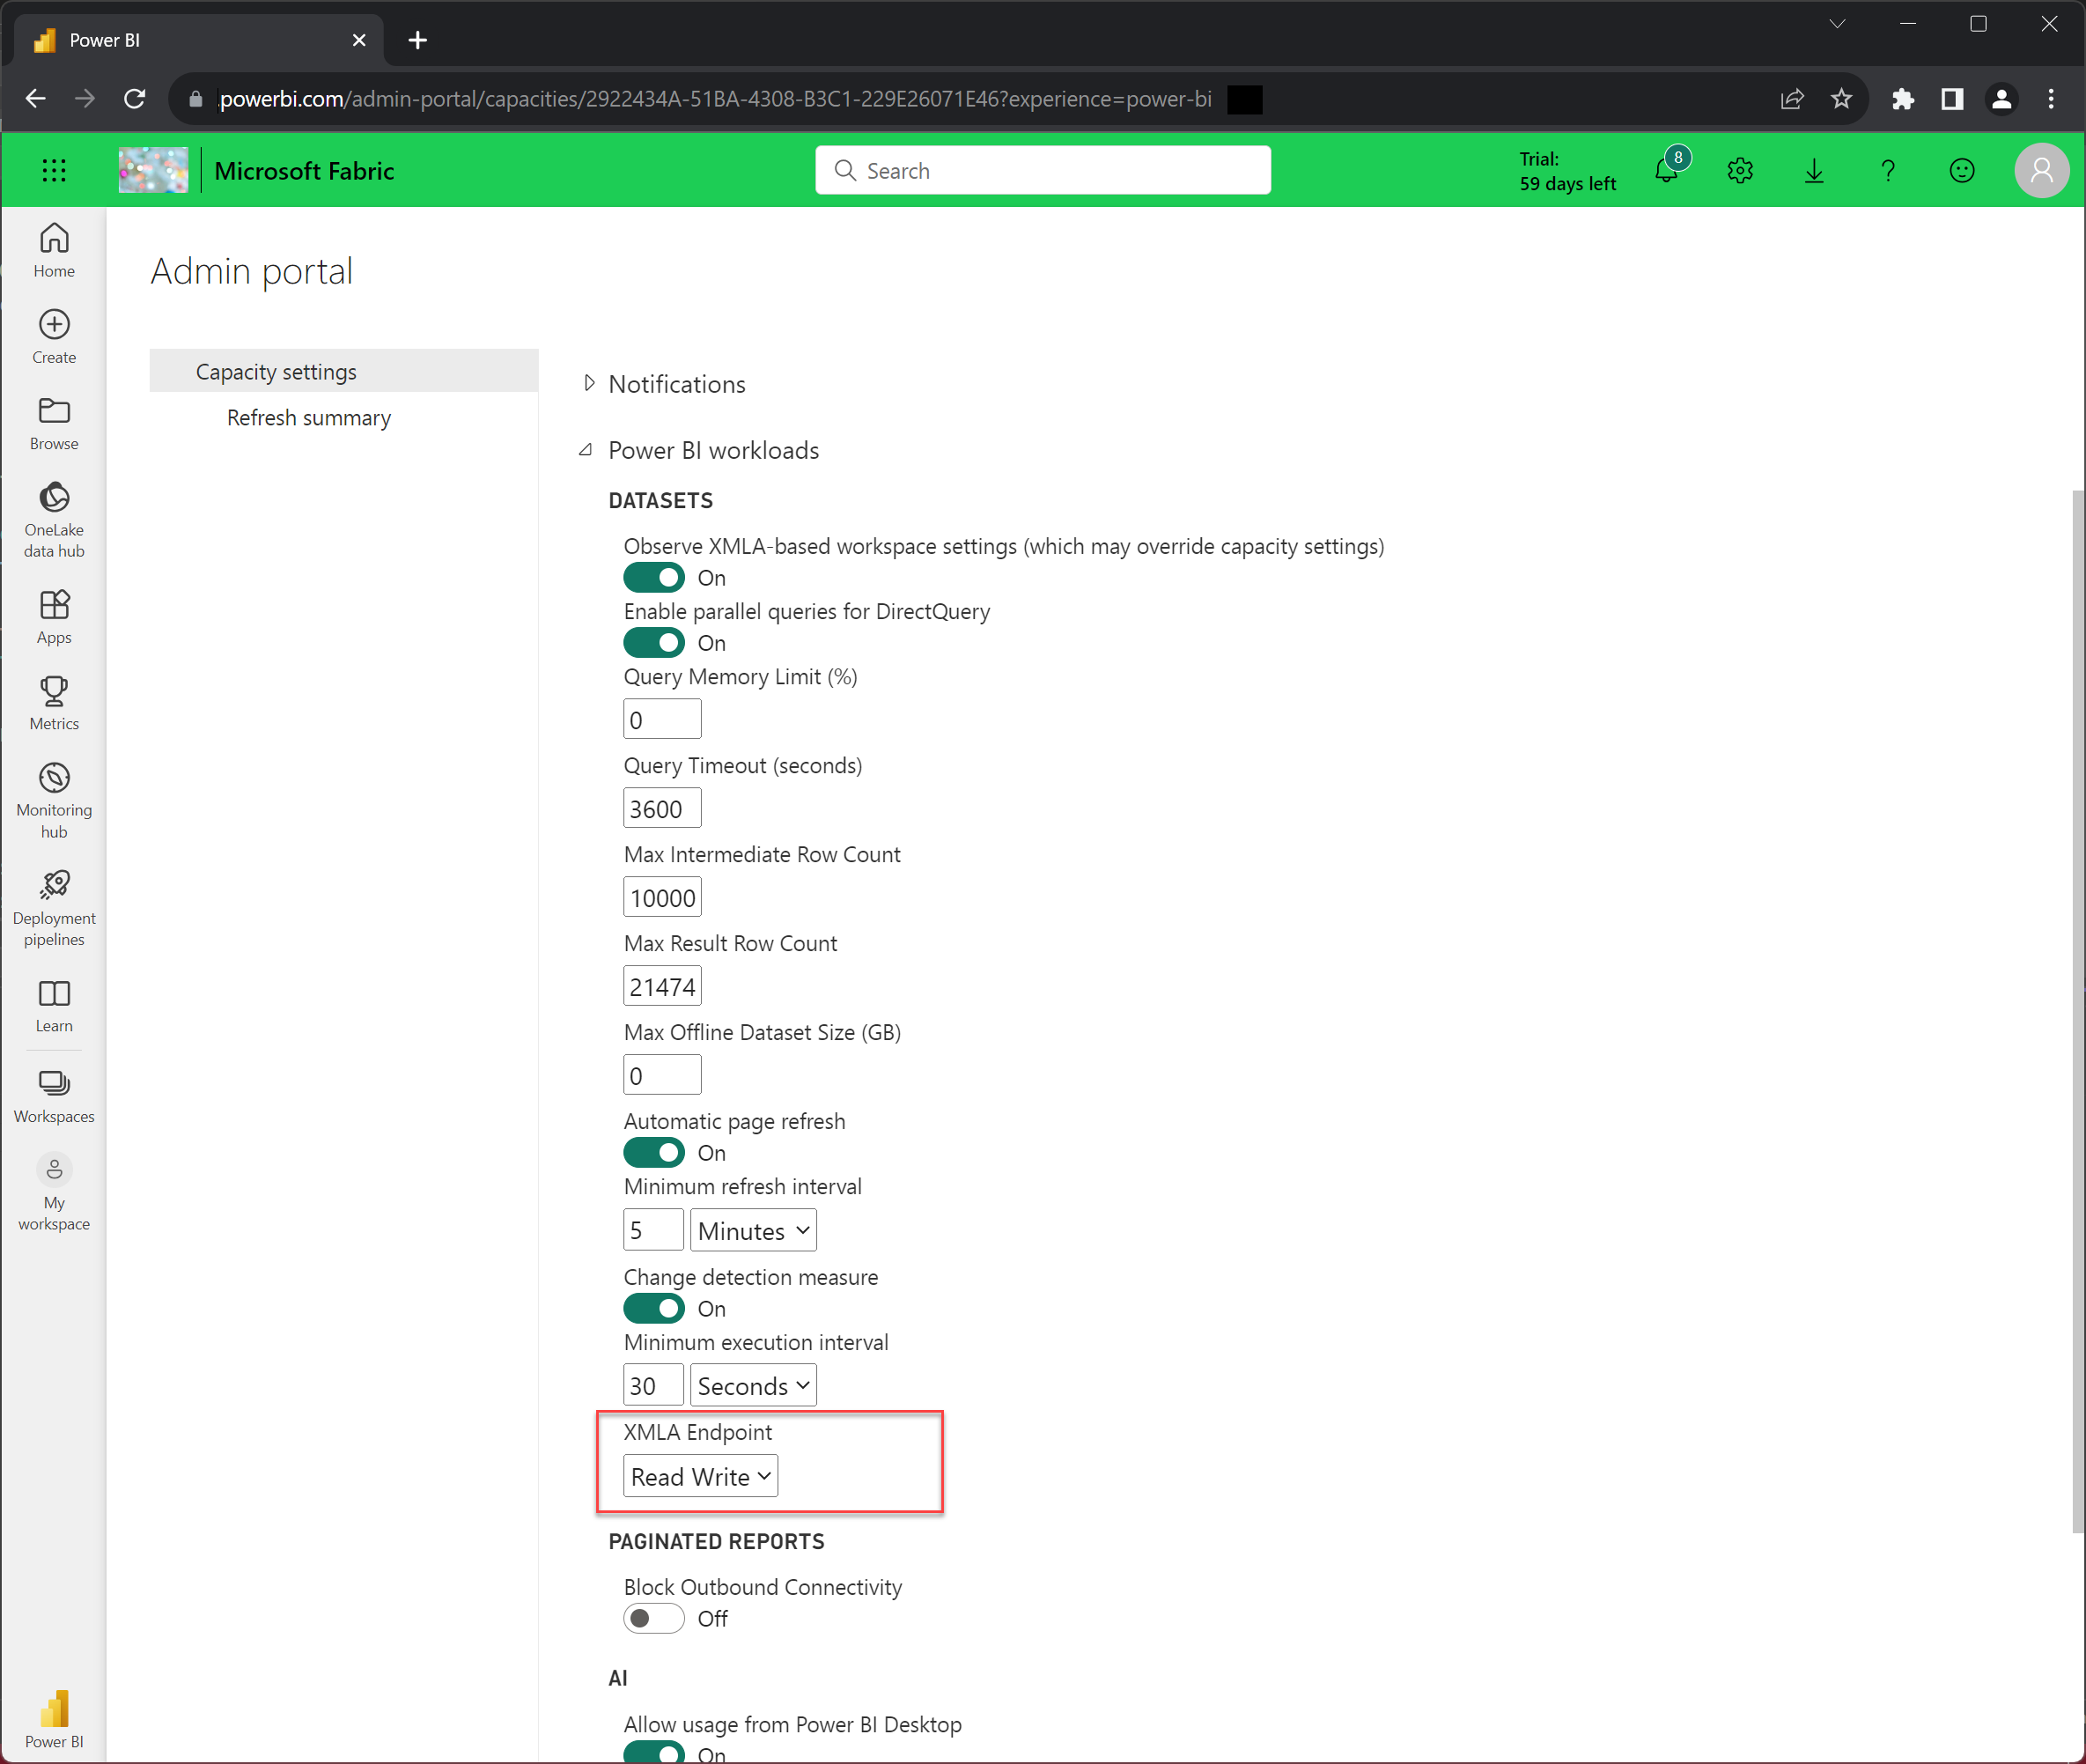 Power BI
powerbi.com/admin-portal/capacities/2922434A-51BA-4308-B3C1-229E26071E46?experience=power-bi
Microsoft Fabric
Search
Trial:
59 days left
8
Home
Create
Browse
OneLake
data hub
Apps
Metrics
Monitoring
hub
Deployment
pipelines
Learn
Workspaces
My
workspace
Power BI
Admin portal
Capacity settings
Refresh summary
Notifications
Power BI workloads
DATASETS
Observe XMLA-based workspace settings (which may override capacity settings)
On
Enable parallel queries for DirectQuery
On
Query Memory Limit (%)
0
Query Timeout (seconds)
3600
Max Intermediate Row Count
10000
Max Result Row Count
21474
Max Offline Dataset Size (GB)
0
Automatic page refresh
On
Minimum refresh interval
5 Minutes
Change detection measure
On
Minimum execution interval
30 Seconds
XMLA Endpoint
Read Write
PAGINATED REPORTS
Block Outbound Connectivity
Off
AI
Allow usage from Power BI Desktop
On